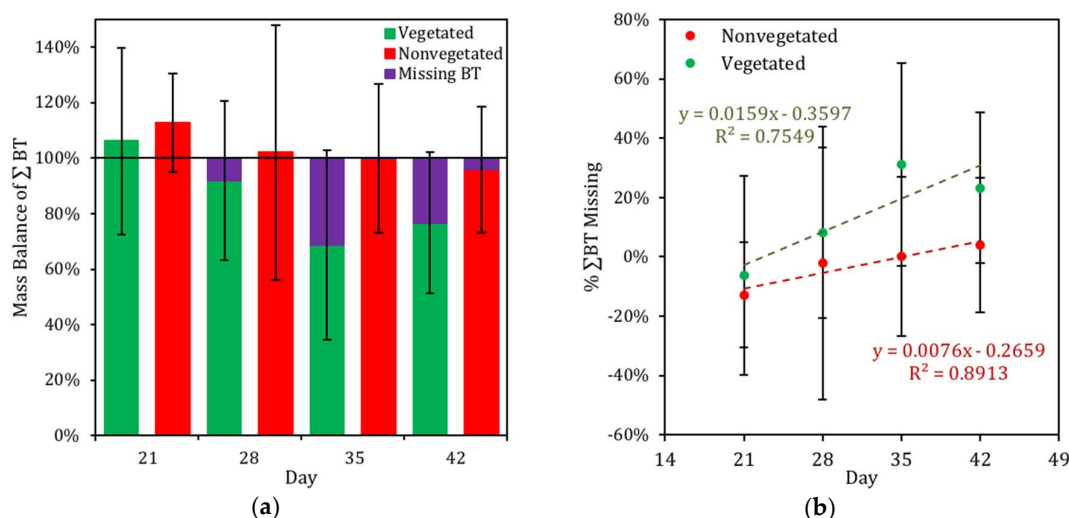 Mass Balance of ∑ BT
140%
120%
100%
80%
60%
40%
20%
0%
Vegetated
Nonvegetated
Missing BT
21 28 35 42
Day
(a)
% ∑BT Missing
80%
60%
40%
20%
0%
-20%
-40%
-60%
Nonvegetated
Vegetated
y = 0.0159x - 0.3597
R² = 0.7549
y = 0.0076x - 0.2659
R² = 0.8913
14 21 28 35 42 49
Day
(b)